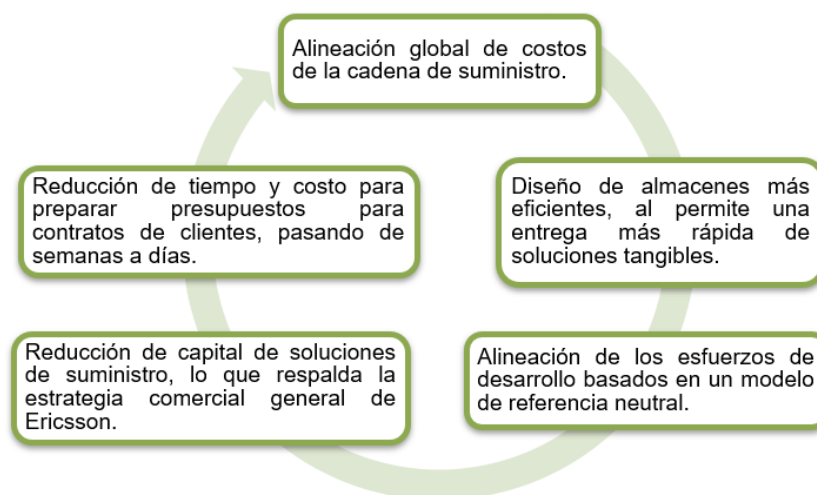 Alineación global de costos
de la cadena de suministro.
Diseño de almacenes más
eficientes, al permite una
entrega más rápida de
soluciones tangibles.
Alineación de los esfuerzos de
desarrollo basados en un modelo
de referencia neutral.
Reducción de capital de soluciones
de suministro, lo que respalda la
estrategia comercial general de
Ericsson.
Reducción de tiempo y costo para
preparar presupuestos para
contratos de clientes, pasando de
semanas a días.